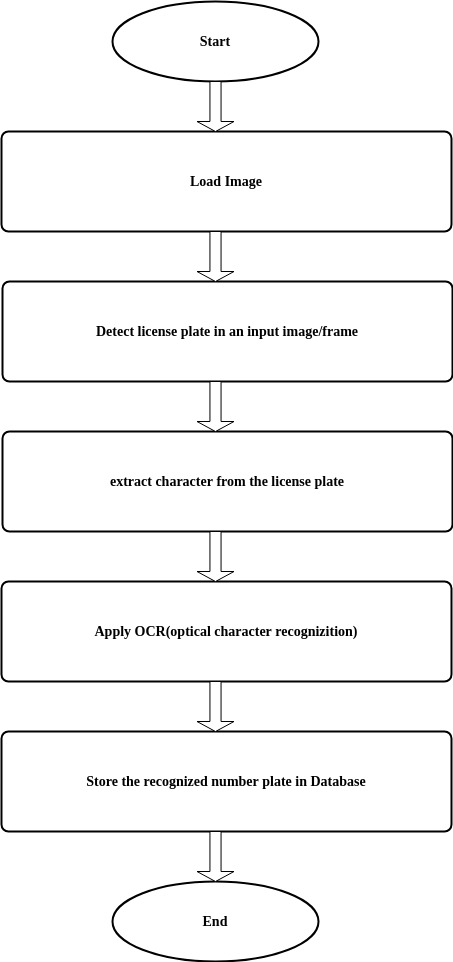 Start
Load Image
Detect license plate in an input image/frame
extract character from the license plate
Apply OCR(optical character recognizition)
Store the recognized number plate in Database
End